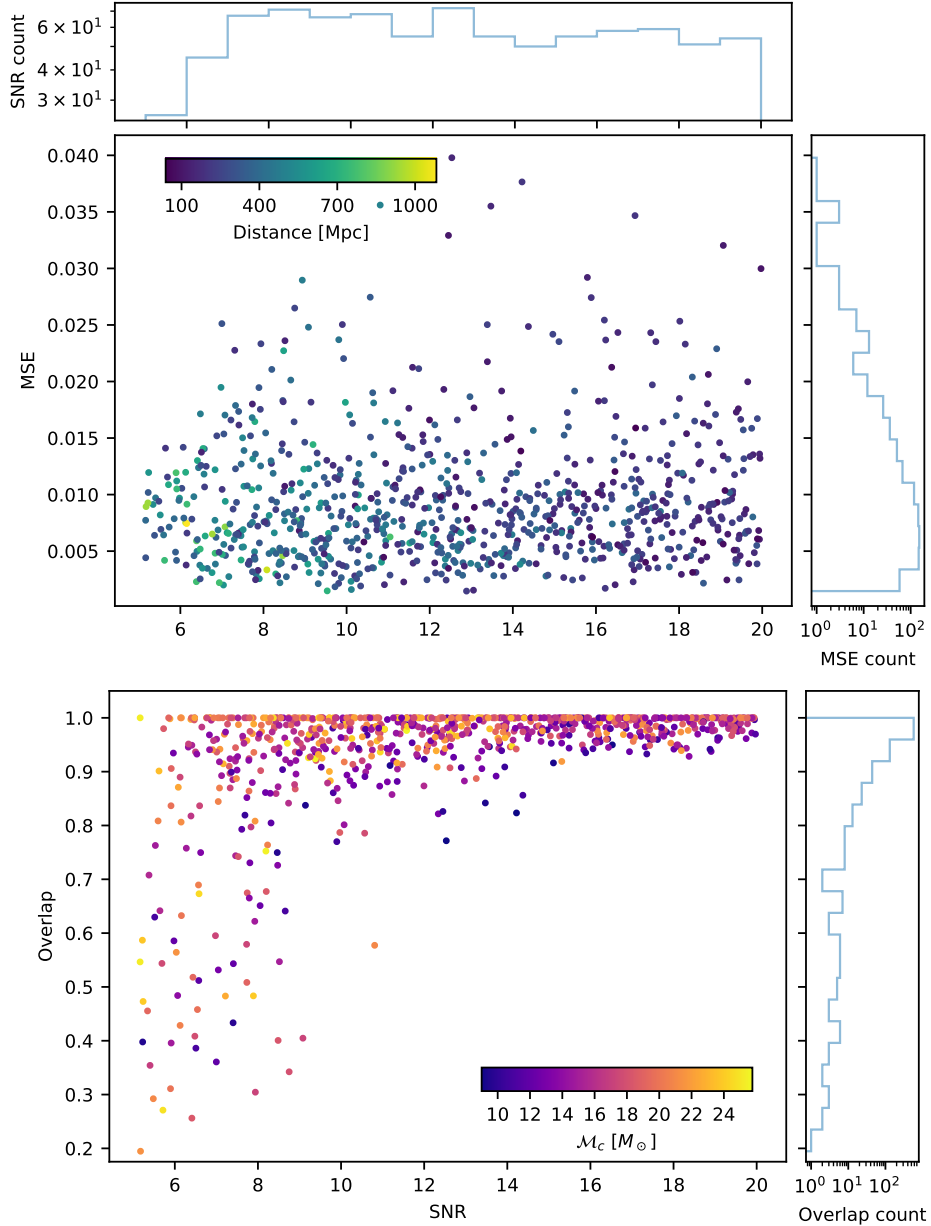 SNR count
6 × 10¹
4 × 10¹
3 × 10¹
MSE
0.040
0.035
0.030
0.025
0.020
0.015
0.010
0.005
100 400 700 1000
Distance [Mpc]
6 8 10 12 14 16 18 20
10⁰ 10¹ 10²
MSE count
Overlap
1.0
0.9
0.8
0.7
0.6
0.5
0.4
0.3
0.2
10 12 14 16 18 20 22 24
ℳ_c [M_⊙]
6 8 10 12 14 16 18 20
SNR
10⁰ 10¹ 10²
Overlap count